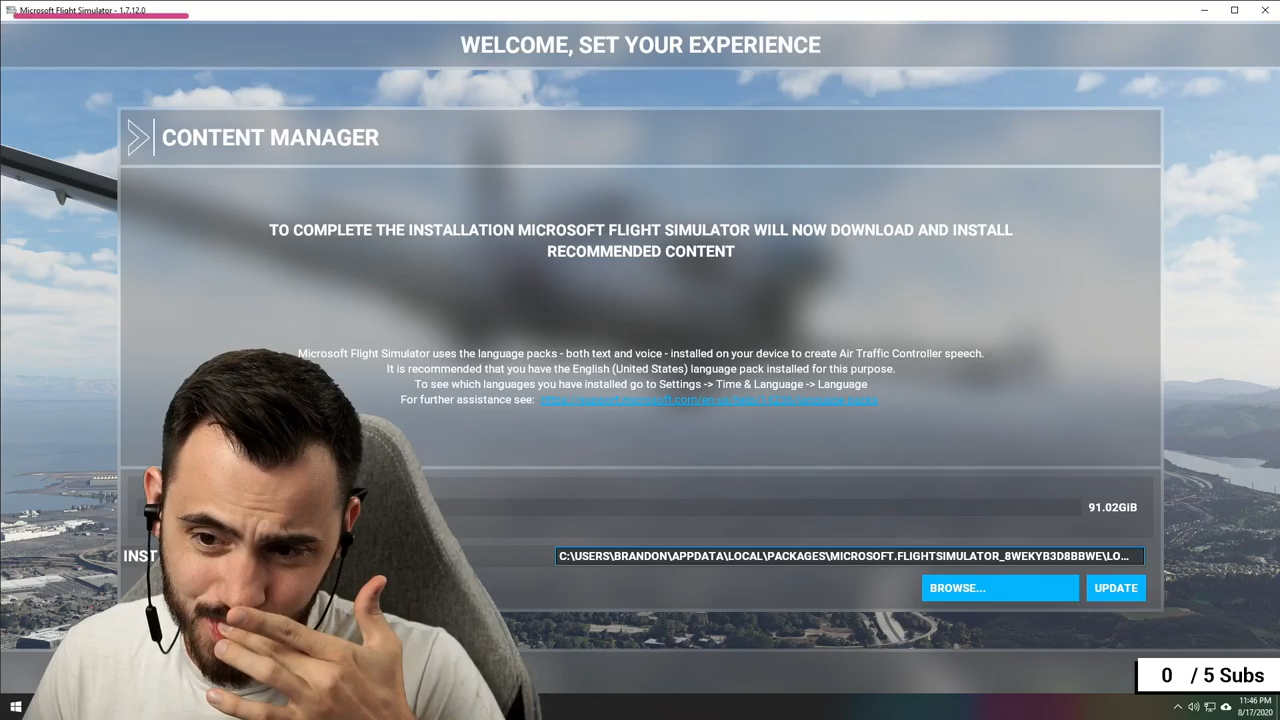 Microsoft Flight Simulator - 1.7.12.0
WELCOME, SET YOUR EXPERIENCE
CONTENT MANAGER
TO COMPLETE THE INSTALLATION MICROSOFT FLIGHT SIMULATOR WILL NOW DOWNLOAD AND INSTALL
RECOMMENDED CONTENT
Microsoft Flight Simulator uses the language packs - both text and voice - installed on your device to create Air Traffic Controller speech.
It is recommended that you have the English (United States) language pack installed for this purpose.
To see which languages you have installed go to Settings -> Time & Language -> Language
For further assistance see:
91.02GiB
INST
C:\USERS\BRANDON\APPDATA\LOCAL\PACKAGES\MICROSOFT.FLIGHTSIMULATOR_8WEKYB3D8BBWE\LO...
BROWSE...
UPDATE
0 / 5 Subs
11:46 PM
8/17/2020